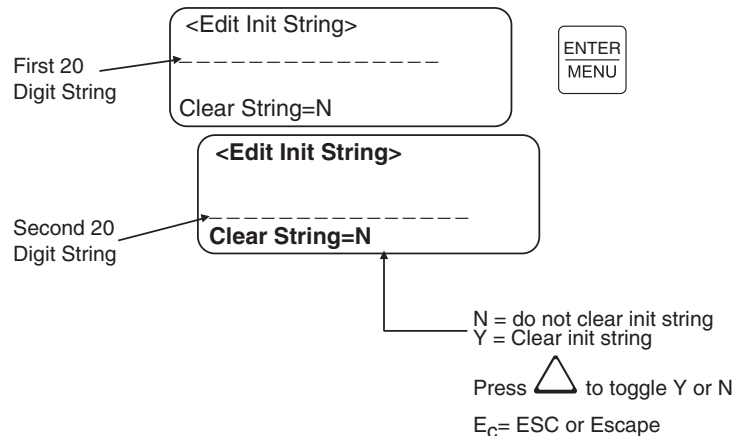 <Edit Init String>
First 20
Digit String
_ _ _ _ _ _ _ _ _ _ _ _ _ _ _
Clear String=N
ENTER
MENU
<Edit Init String>
Second 20
Digit String
_ _ _ _ _ _ _ _ _ _ _ _ _ _ _
Clear String=N
N = do not clear init string
Y = Clear init string
Press to toggle Y or N
Ec= ESC or Escape